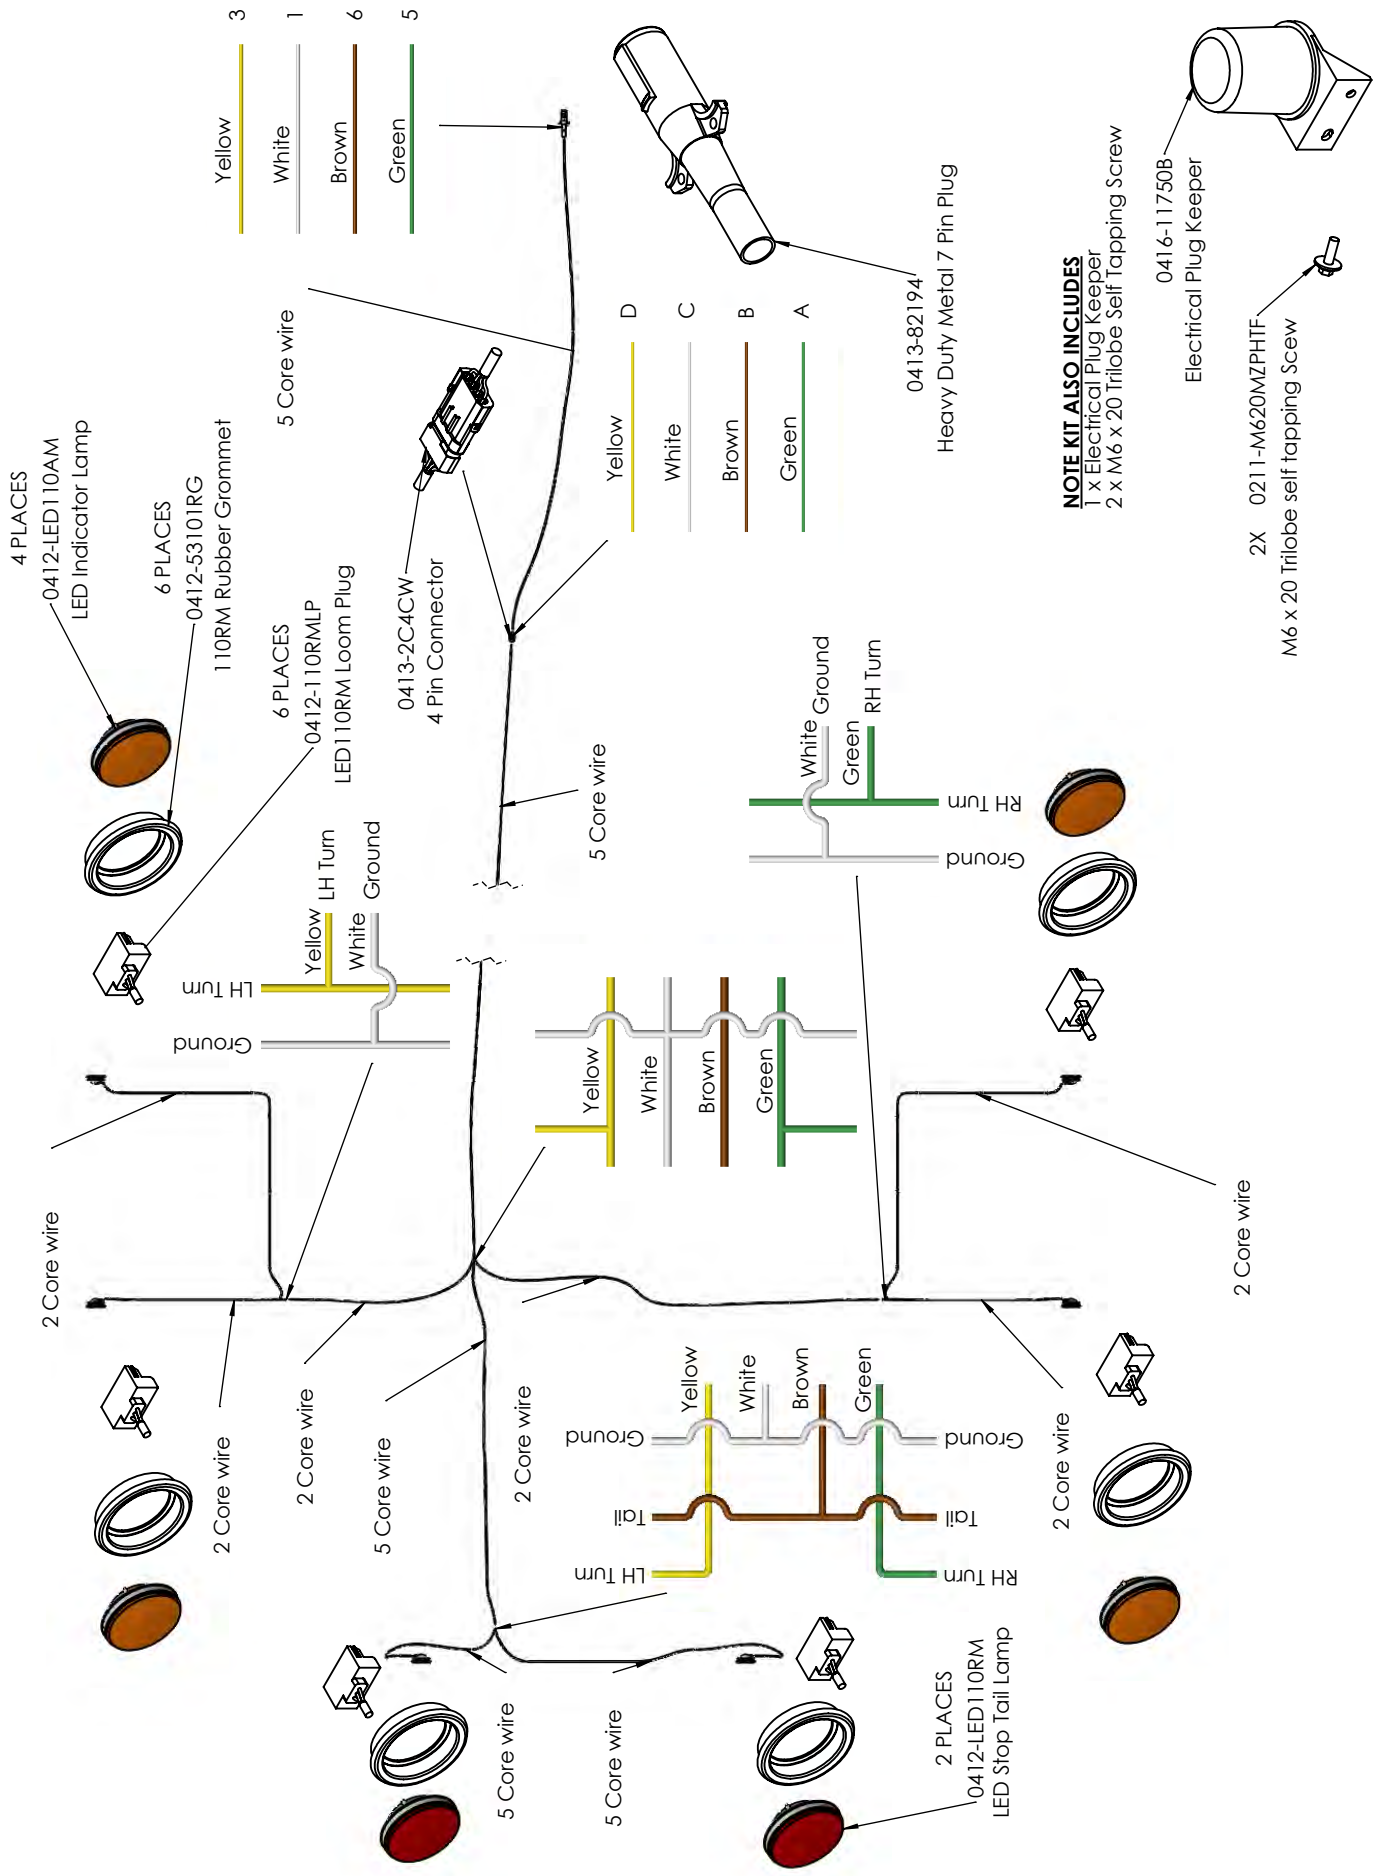 4 PLACES
0412-LED110AM
LED Indicator Lamp
6 PLACES
0412-53101RG
110RM Rubber Grommet
6 PLACES
0412-110RMLP
LED110RM Loom Plug
0413-2C4CW
4 Pin Connector
5 Core wire
Yellow 3
White 1
Brown 6
Green 5
Yellow D
White C
Brown B
Green A
0413-82194
Heavy Duty Metal 7 Pin Plug
NOTE KIT ALSO INCLUDES
1 x Electrical Plug Keeper
2 x M6 x 20 Trilobe Self Tapping Screw
0416-11750B
Electrical Plug Keeper
2X 0211-M620MZPHTF
M6 x 20 Trilobe self tapping Scew
5 Core wire
Yellow LH Turn
White Ground
LH Turn
Ground
White Ground
Green RH Turn
RH Turn
Ground
Yellow
White
Brown
Green
2 Core wire
2 Core wire
2 Core wire
5 Core wire
2 Core wire
2 Core wire
2 Core wire
Yellow
White
Brown
Green
Ground
Ground
Tail
Tail
LH Turn
RH Turn
5 Core wire
5 Core wire
2 PLACES
0412-LED110RM
LED Stop Tail Lamp